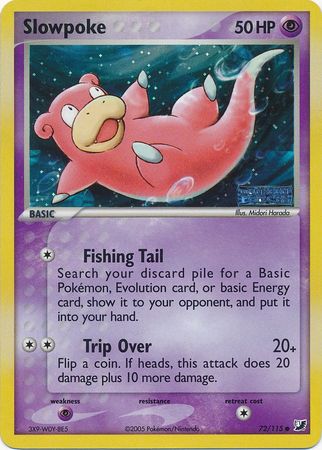 Slowpoke
50 HP
BASIC
Illus. Midori Harada
Fishing Tail
Search your discard pile for a Basic
Pokémon, Evolution card, or basic Energy
card, show it to your opponent, and put it
into your hand.
Trip Over 20+
Flip a coin. If heads, this attack does 20
damage plus 10 more damage.
weakness resistance retreat cost
3X9-WDY-8E5 ©2005 Pokémon/Nintendo 72/115